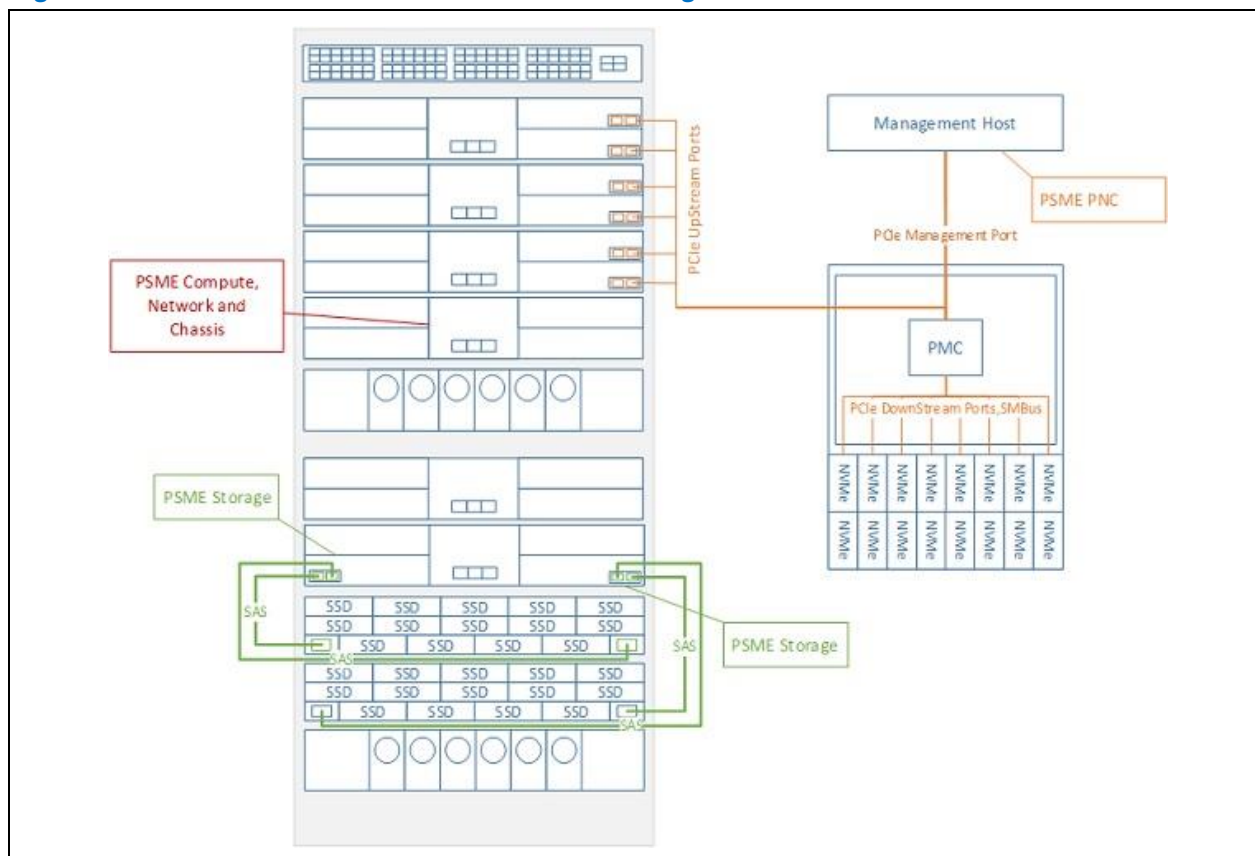 Management Host
PSME PNC
PCIe UpStream Ports
PCIe Management Port
PSME Compute,
Network and
Chassis
PMC
PCIe DownStream Ports,SMBus
NVMe NVMe NVMe NVMe NVMe NVMe NVMe NVMe
NVMe NVMe NVMe NVMe NVMe NVMe NVMe NVMe
PSME Storage
SAS
SSD SSD SSD SSD SSD
SSD SSD SSD SSD SSD
SSD SSD SSD SSD
SAS
SAS
PSME Storage
SSD SSD SSD SSD SSD
SSD SSD SSD SSD SSD
SSD SSD SSD SSD
SAS